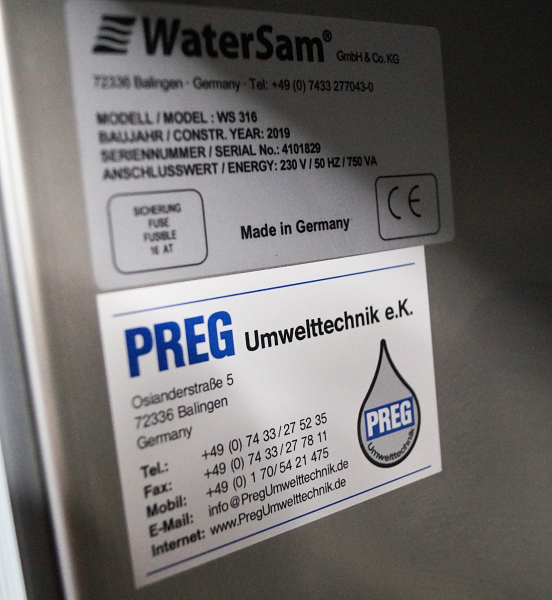 WaterSam® GmbH & Co. KG
72336 Balingen · Germany · Tel: +49 (0) 7433 277043-0
MODELL / MODEL : WS 316
BAUJAHR / CONSTR. YEAR: 2019
SERIENNUMMER / SERIAL No.: 4101829
ANSCHLUSSWERT / ENERGY: 230 V / 50 HZ / 750 VA
SICHERUNG
FUSE
FUSIBLE
16 AT
Made in Germany
CE
PREG Umwelttechnik e.K.
Osianderstraße 5
72336 Balingen
Germany
Tel.: +49 (0) 74 33 / 27 52 35
Fax: +49 (0) 74 33 / 27 78 11
Mobil: +49 (0) 1 70 / 54 21 475
E-Mail: info@PregUmwelttechnik.de
Internet: www.PregUmwelttechnik.de
PREG
Umwelttechnik